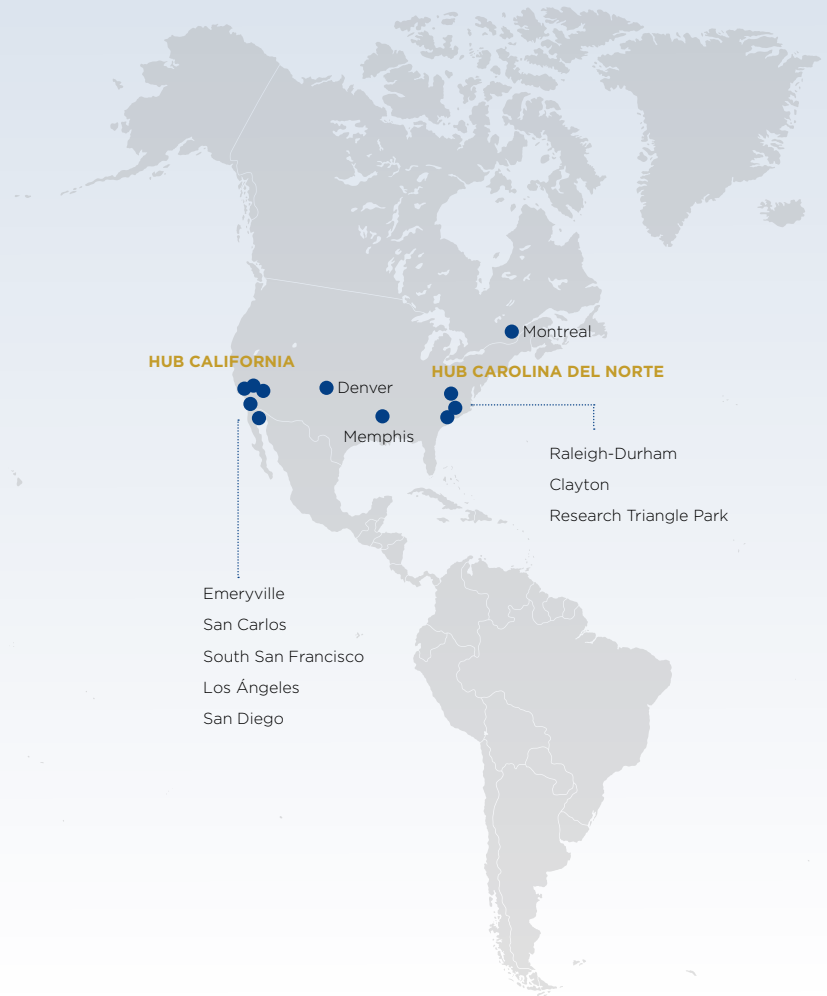 Montreal
HUB CALIFORNIA
HUB CAROLINA DEL NORTE
Denver
Memphis
Raleigh-Durham
Clayton
Research Triangle Park
Emeryville
San Carlos
South San Francisco
Los Ángeles
San Diego